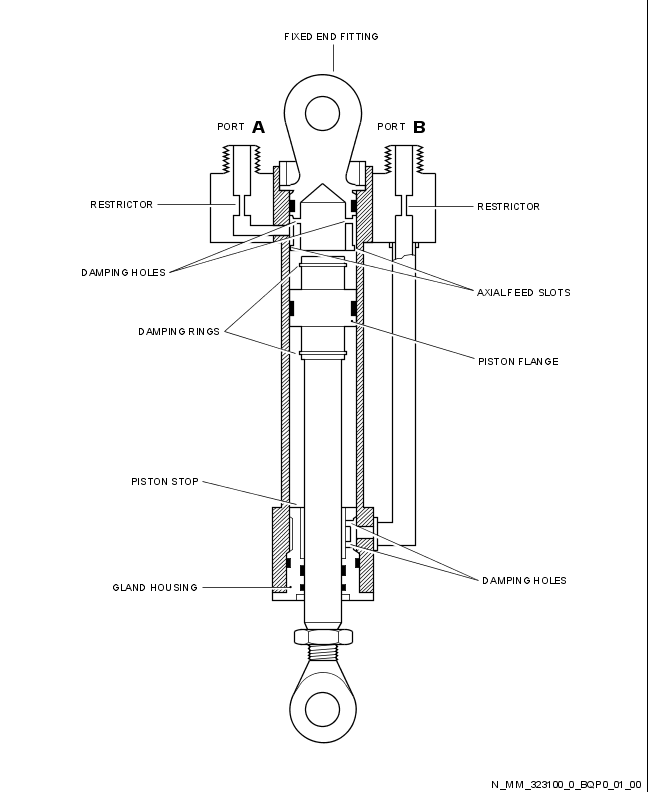 FIXED END FITTING
PORT A
PORT B
RESTRICTOR
RESTRICTOR
DAMPING HOLES
AXIAL FEED SLOTS
DAMPING RINGS
PISTON FLANGE
PISTON STOP
DAMPING HOLES
GLAND HOUSING
N_MM_323100_0_BQP0_01_00